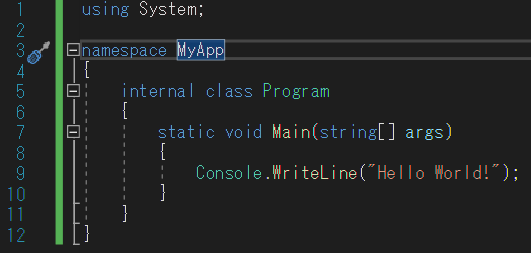 1 using System;
2
3 namespace MyApp
4 {
5 internal class Program
6 {
7 static void Main(string[] args)
8 {
9 Console.WriteLine("Hello World!");
10 }
11 }
12 }